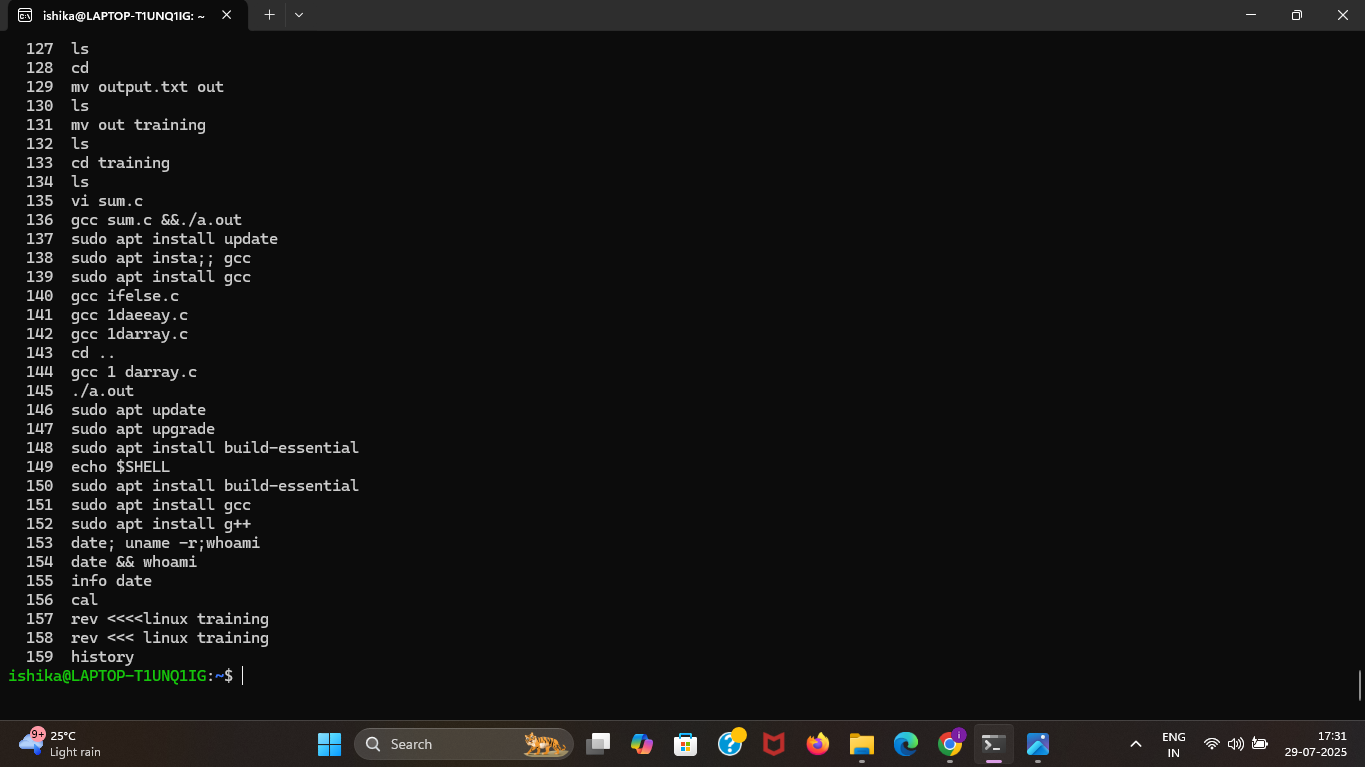 ishika@LAPTOP-T1UNQ1IG: ~
127 ls
128 cd
129 mv output.txt out
130 ls
131 mv out training
132 ls
133 cd training
134 ls
135 vi sum.c
136 gcc sum.c &&./a.out
137 sudo apt install update
138 sudo apt insta;; gcc
139 sudo apt install gcc
140 gcc ifelse.c
141 gcc 1daeeay.c
142 gcc 1darray.c
143 cd ..
144 gcc 1 darray.c
145 ./a.out
146 sudo apt update
147 sudo apt upgrade
148 sudo apt install build-essential
149 echo $SHELL
150 sudo apt install build-essential
151 sudo apt install gcc
152 sudo apt install g++
153 date; uname -r;whoami
154 date && whoami
155 info date
156 cal
157 rev <<<<linux training
158 rev <<< linux training
159 history
ishika@LAPTOP-T1UNQ1IG:~$
9+
25°C
Light rain
Search
i
ENG
IN
17:31
29-07-2025